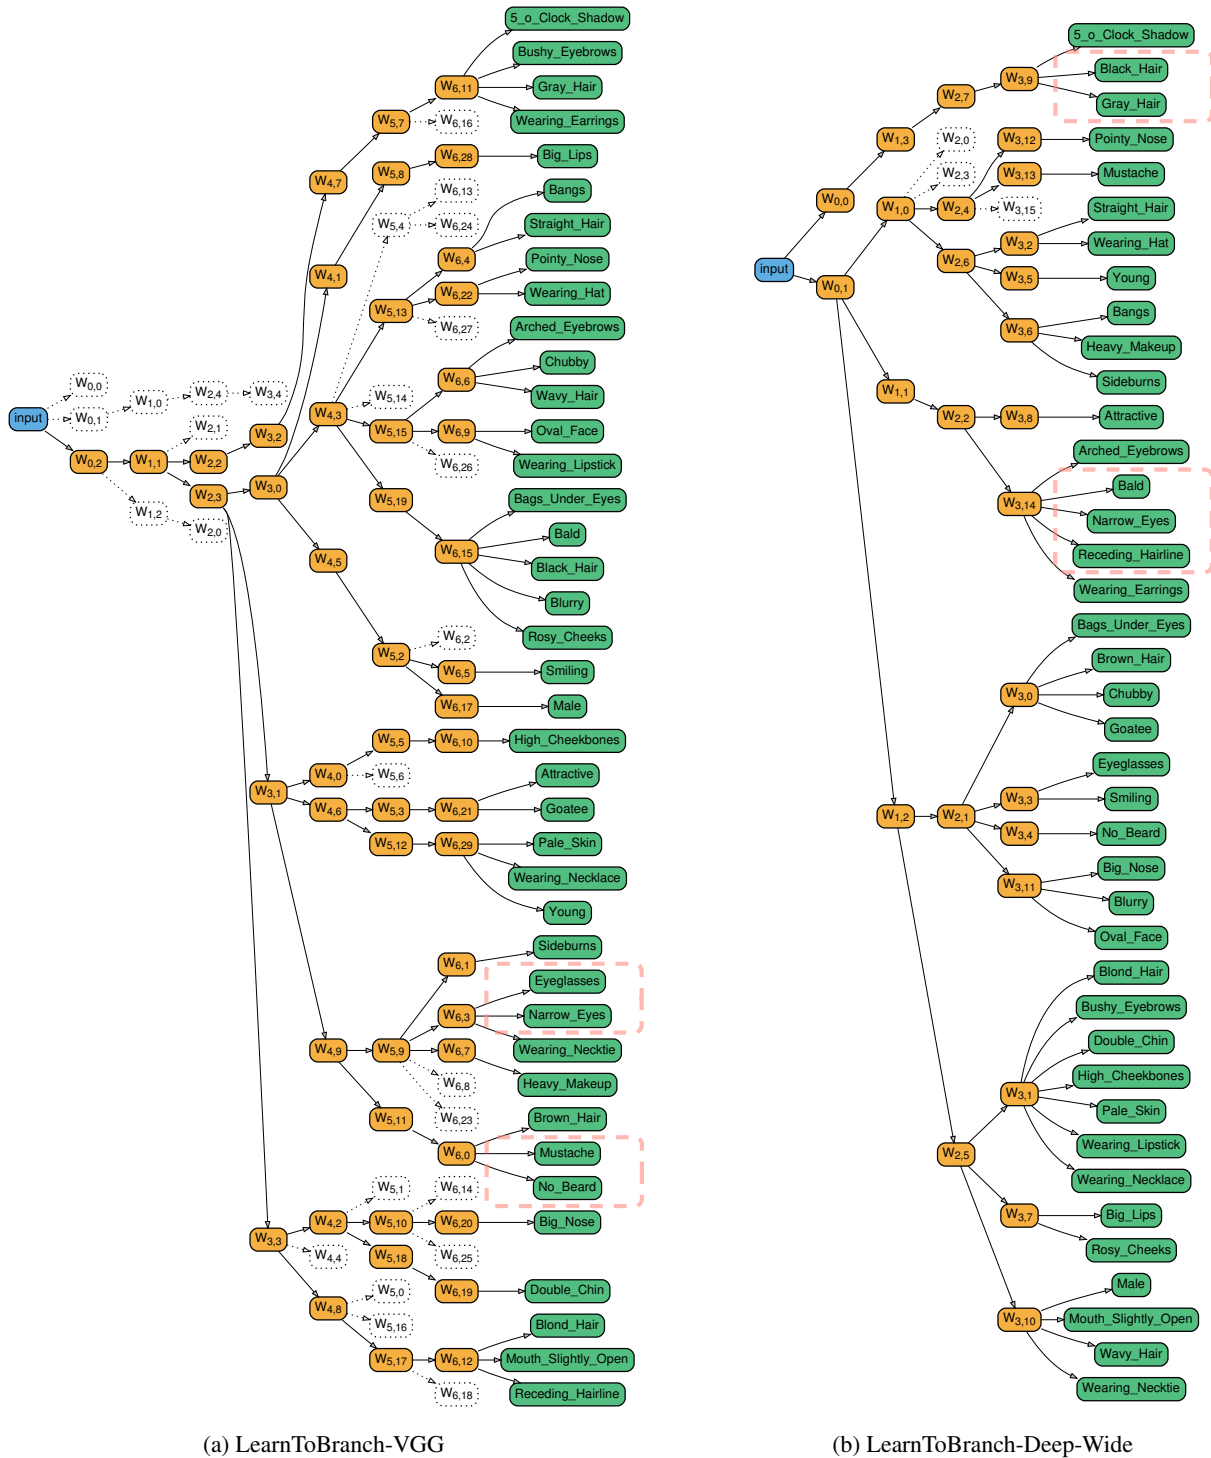 5_o_Clock_Shadow
Bushy_Eyebrows
W6,11
Gray_Hair
W5,7
W6,16
Wearing_Earrings
W6,28
Big_Lips
W5,8
W4,7
W6,13
Bangs
W5,4
W6,24
Straight_Hair
W6,4
Pointy_Nose
W4,1
W6,22
Wearing_Hat
W5,13
W6,27
Arched_Eyebrows
Chubby
W6,6
W0,0
W1,0
W2,4
W3,4
W5,14
Wavy_Hair
input
W0,1
W4,3
W2,1
W3,2
W5,15
W6,9
Oval_Face
W0,2
W1,1
W2,2
W6,26
Wearing_Lipstick
W2,3
W3,0
W5,19
Bags_Under_Eyes
W1,2
W2,0
Bald
W6,15
W4,5
Black_Hair
Blurry
W6,2
Rosy_Cheeks
W5,2
W6,5
Smiling
W6,17
Male
W5,5
W6,10
High_Cheekbones
W4,0
W5,6
Attractive
W3,1
W4,6
W5,3
W6,21
Goatee
W5,12
W6,29
Pale_Skin
Wearing_Necklace
Young
Sideburns
W6,1
Eyeglasses
W6,3
Narrow_Eyes
W4,9
W5,9
W6,7
Wearing_Necktie
W6,8
Heavy_Makeup
W5,11
W6,23
Brown_Hair
W6,0
Mustache
No_Beard
W5,1
W6,14
W4,2
W5,10
W6,20
Big_Nose
W3,3
W4,4
W5,18
W6,25
W5,0
W6,19
Double_Chin
W4,8
W5,16
Blond_Hair
W5,17
W6,12
Mouth_Slightly_Open
W6,18
Receding_Hairline
(a) LearnToBranch-VGG
5_o_Clock_Shadow
W3,9
Black_Hair
W2,7
Gray_Hair
W1,3
W2,0
W3,12
Pointy_Nose
W2,3
W3,13
Mustache
W0,0
W1,0
W2,4
W3,15
Straight_Hair
W3,2
Wearing_Hat
input
W2,6
W3,5
Young
W0,1
Bangs
W3,6
Heavy_Makeup
Sideburns
W1,1
W2,2
W3,8
Attractive
Arched_Eyebrows
Bald
W3,14
Narrow_Eyes
Receding_Hairline
Wearing_Earrings
Bags_Under_Eyes
Brown_Hair
W3,0
Chubby
Goatee
Eyeglasses
W3,3
Smiling
W1,2
W2,1
W3,4
No_Beard
Big_Nose
W3,11
Blurry
Oval_Face
Blond_Hair
Bushy_Eyebrows
Double_Chin
High_Cheekbones
W3,1
Pale_Skin
Wearing_Lipstick
W2,5
Wearing_Necklace
W3,7
Big_Lips
Rosy_Cheeks
Male
W3,10
Mouth_Slightly_Open
Wavy_Hair
Wearing_Necktie
(b) LearnToBranch-Deep-Wide